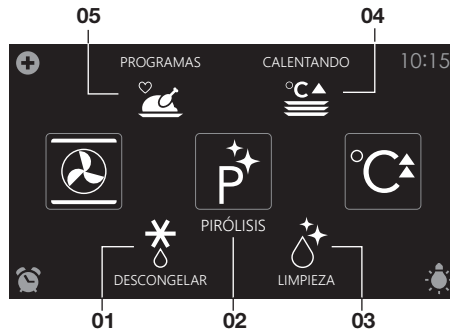 05
04
PROGRAMAS
CALENTANDO
10:15
°C
P
°C
PIRÓLISIS
DESCONGELAR
LIMPIEZA
01
02
03